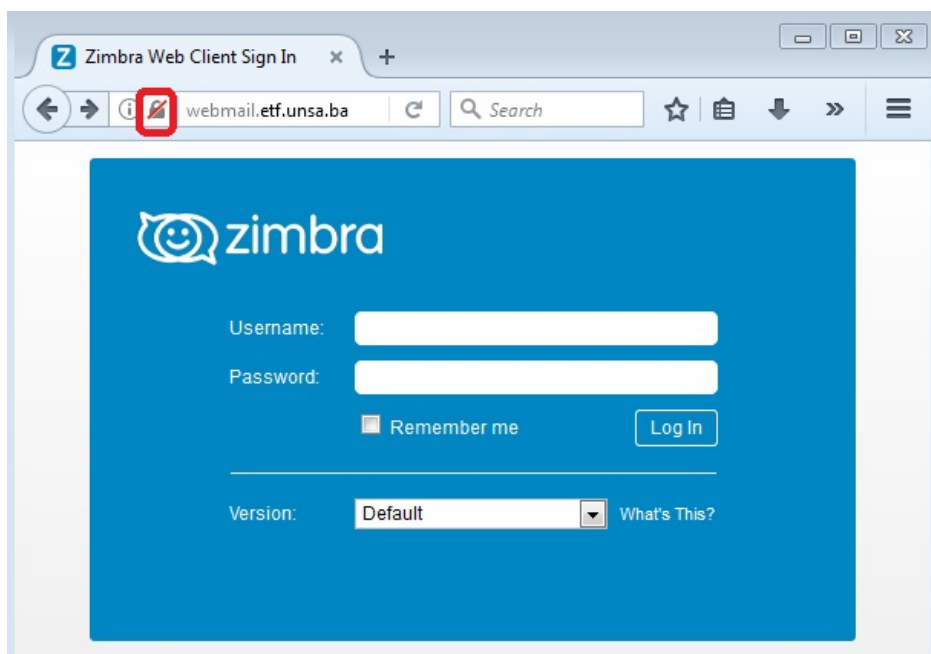 Zimbra Web Client Sign In
webmail.etf.unsa.ba Search
zimbra
Username:
Password:
Remember me Log In
Version: Default What's This?